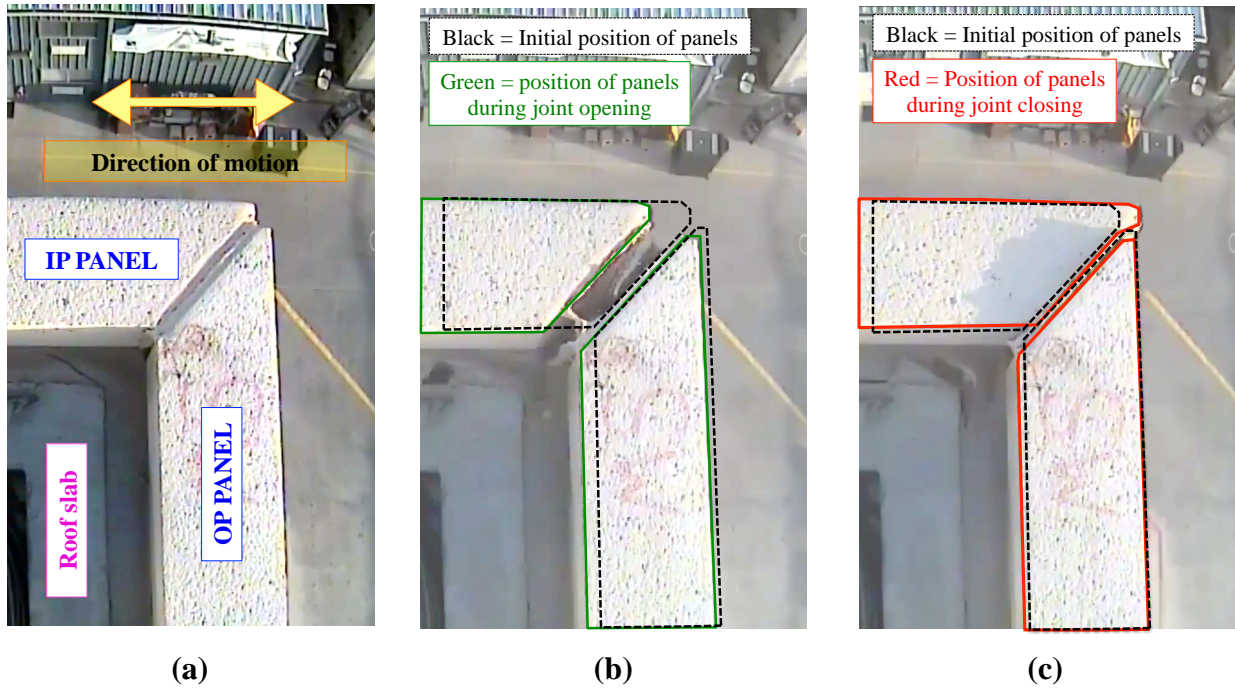 Direction of motion
IP PANEL
OP PANEL
Roof slab
(a)
Black = Initial position of panels
Green = position of panels
during joint opening
(b)
Black = Initial position of panels
Red = Position of panels
during joint closing
(c)